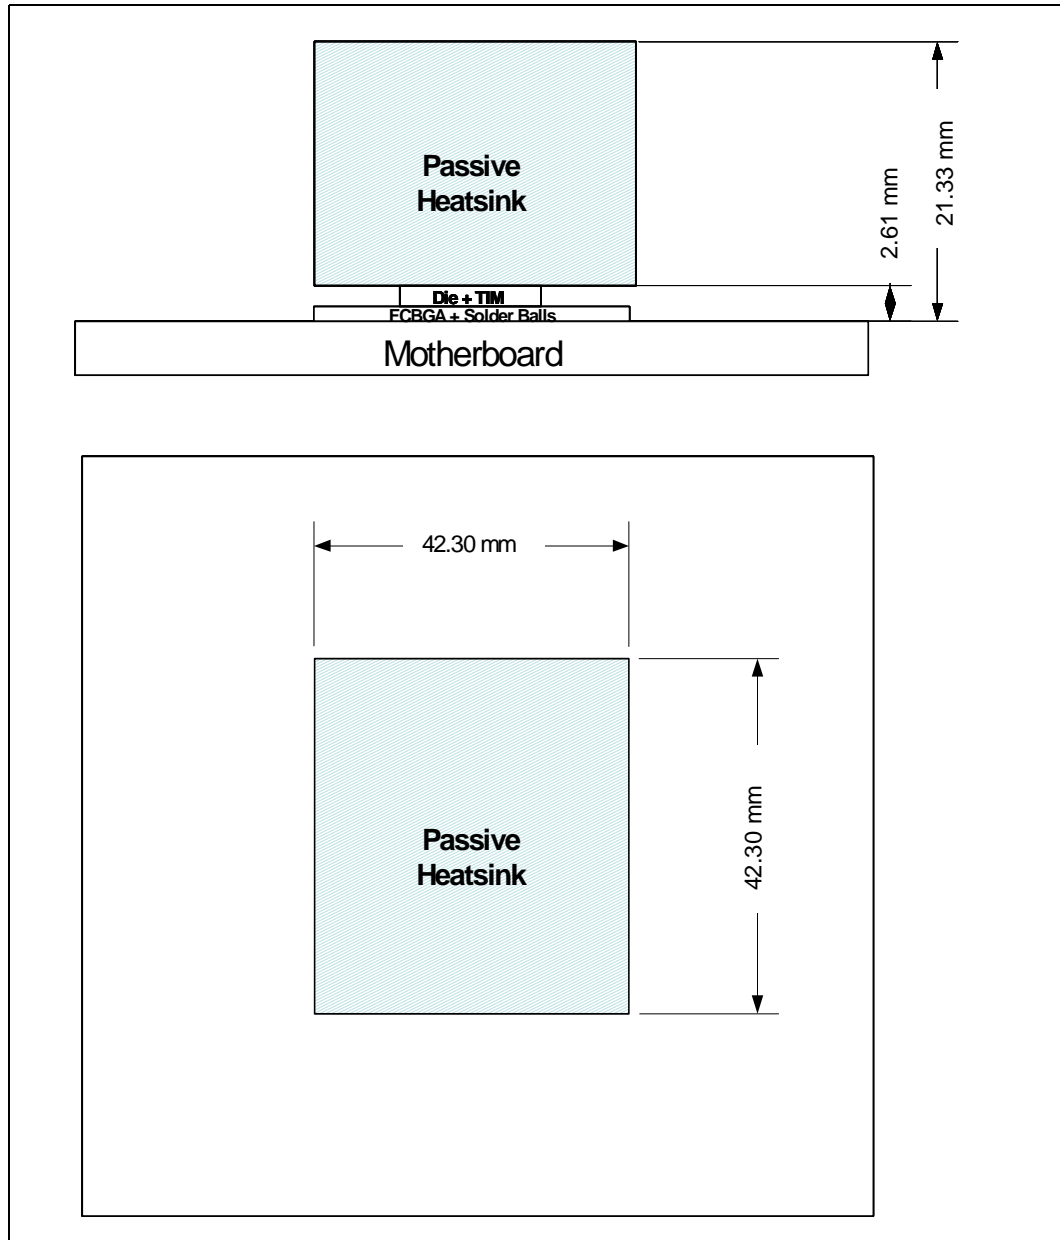 Passive
Heatsink
Die + TIM
FCBGA + Solder Balls
Motherboard
2.61 mm
21.33 mm
42.30 mm
Passive
Heatsink
42.30 mm